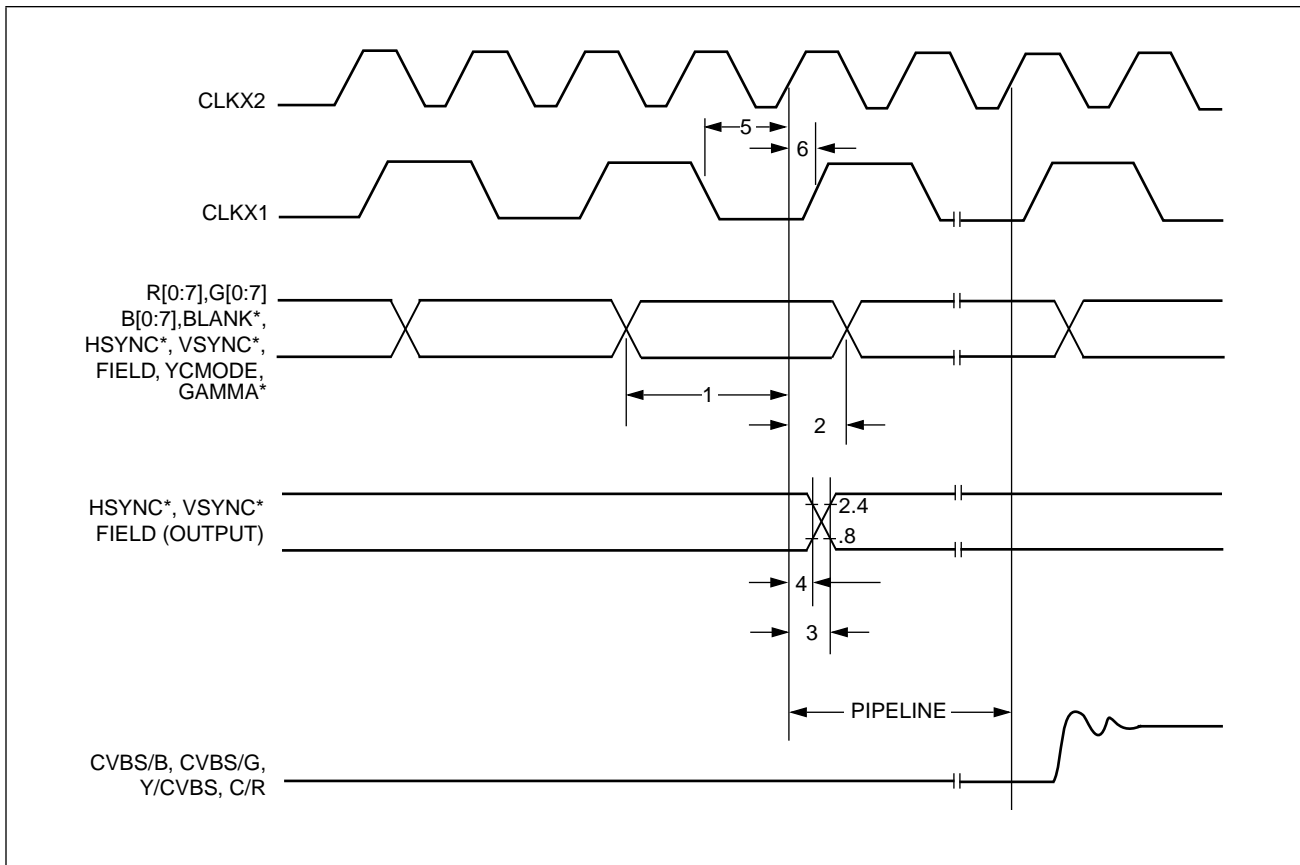 CLKX2
5
6
CLKX1
R[0:7],G[0:7]
B[0:7],BLANK*,
HSYNC*, VSYNC*,
FIELD, YCMODE,
GAMMA*
1
2
HSYNC*, VSYNC*
FIELD (OUTPUT)
2.4
.8
4
3
PIPELINE
CVBS/B, CVBS/G,
Y/CVBS, C/R